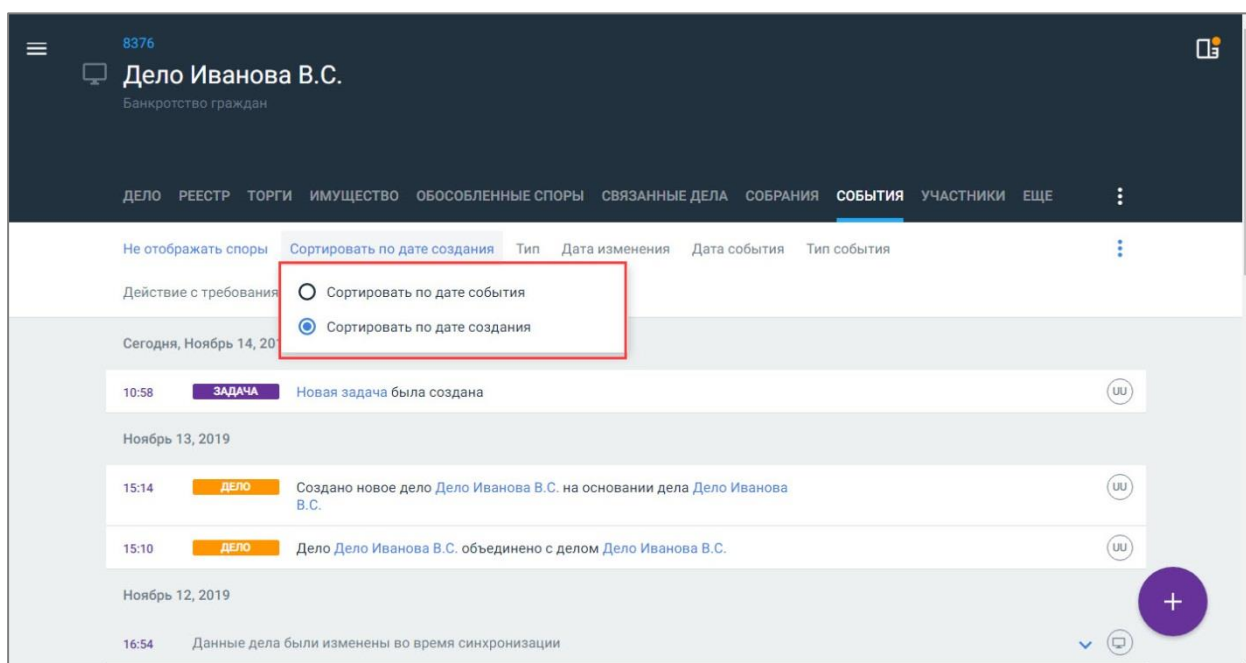 8376
Дело Иванова В.С.
Банкротство граждан
ДЕЛО РЕЕСТР ТОРГИ ИМУЩЕСТВО ОБОСОБЛЕННЫЕ СПОРЫ СВЯЗАННЫЕ ДЕЛА СОБРАНИЯ СОБЫТИЯ УЧАСТНИКИ ЕЩЕ
Не отображать споры Сортировать по дате создания Тип Дата изменения Дата события Тип события
Действие с требования Сортировать по дате события
Сортировать по дате создания
Сегодня, Ноябрь 14, 20
10:58 ЗАДАЧА Новая задача была создана UU
Ноябрь 13, 2019
15:14 ДЕЛО Создано новое дело Дело Иванова В.С. на основании дела Дело Иванова UU
В.С.
15:10 ДЕЛО Дело Дело Иванова В.С. объединено с делом Дело Иванова В.С. UU
Ноябрь 12, 2019
16:54 Данные дела были изменены во время синхронизации